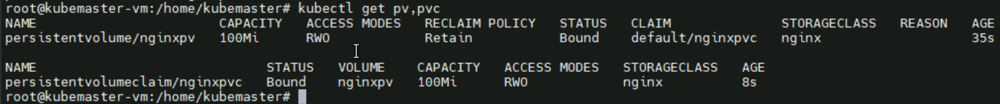 root@kubemaster-vm:/home/kubemaster# kubectl get pv,pvc
NAME                       CAPACITY   ACCESS MODES   RECLAIM POLICY   STATUS   CLAIM              STORAGECLASS   REASON   AGE
persistentvolume/nginxpv   100Mi      RWO            Retain           Bound    default/nginxpvc   nginx                   35s

NAME                             STATUS   VOLUME    CAPACITY   ACCESS MODES   STORAGECLASS   AGE
persistentvolumeclaim/nginxpvc   Bound    nginxpv   100Mi      RWO            nginx          8s
root@kubemaster-vm:/home/kubemaster#